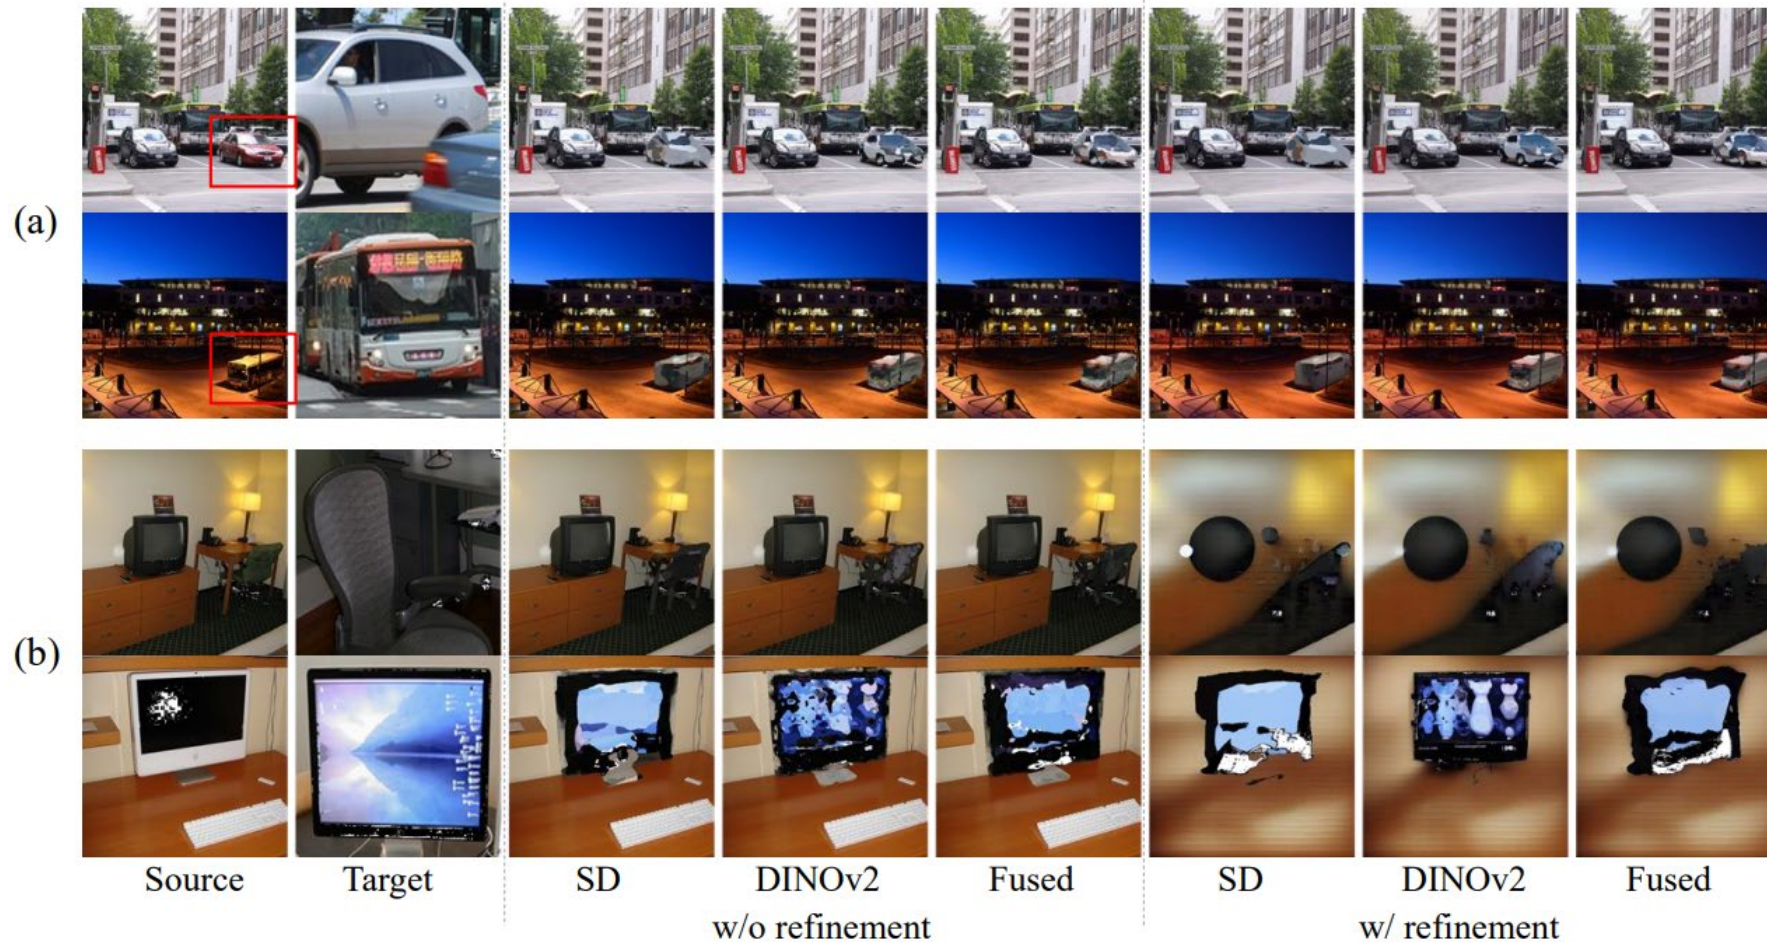 (a)
(b)
Source Target SD DINOv2 Fused SD DINOv2 Fused
w/o refinement w/ refinement